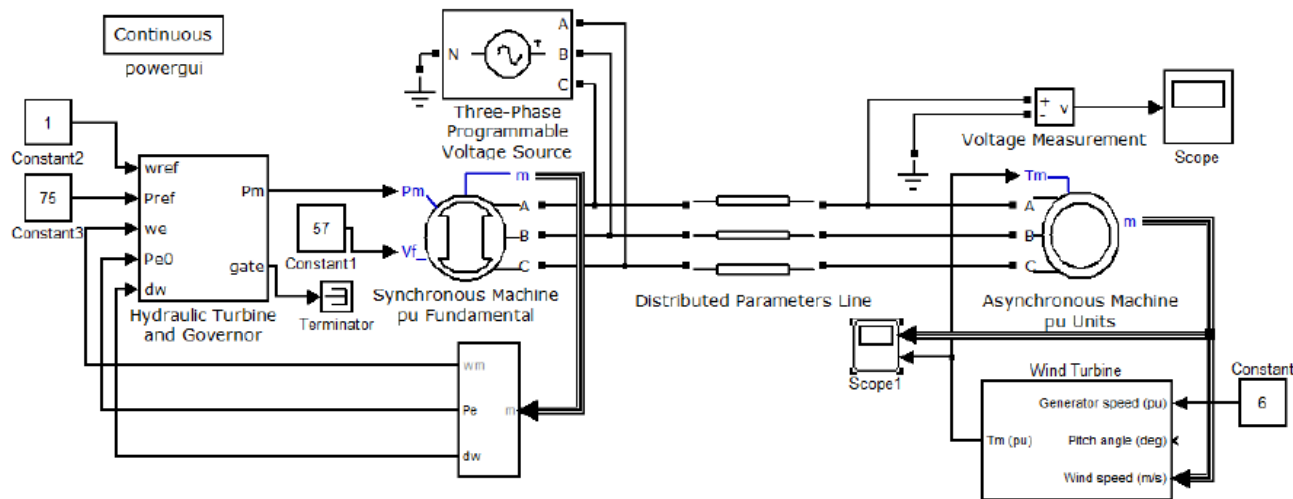 Continuous
powergui
A
N
B
C
Three-Phase
Programmable
Voltage Source
+
-
v
Voltage Measurement
Scope
1
Constant2
75
Constant3
wref
Pref
we
Pe0
dw
Pm
gate
Hydraulic Turbine
and Governor
Terminator
57
Constant1
Pm
Vf_
m
A
B
C
Synchronous Machine
pu Fundamental
Distributed Parameters Line
Tm
A
B
C
m
Asynchronous Machine
pu Units
Scope1
wm
Pe
dw
m
Wind Turbine
Generator speed (pu)
Tm (pu)
Pitch angle (deg)
Wind speed (m/s)
Constant
6